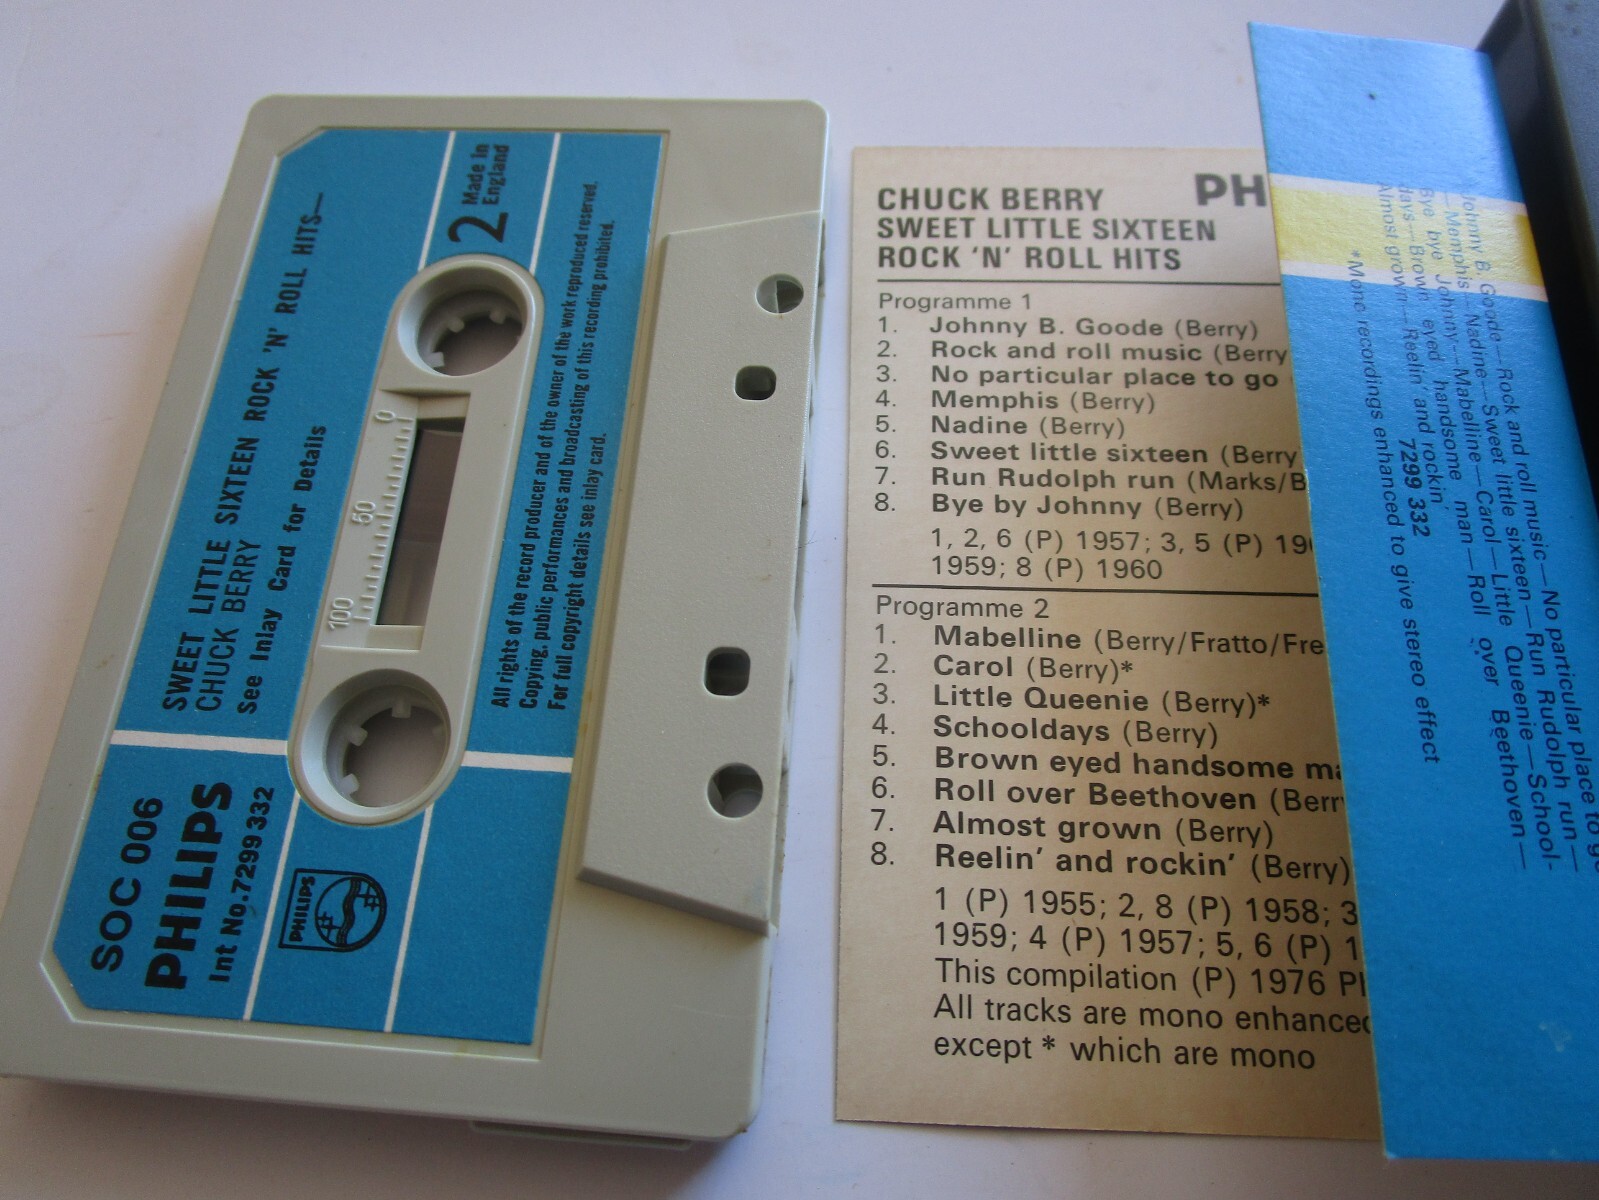 SWEET LITTLE SIXTEEN ROCK 'N' ROLL HITS—
CHUCK BERRY
see Inlay Card for Details
2
Made in
England
100 50 0
All rights of the record producer and of the owner of the work reproduced reserved.
Copying, public performances and broadcasting of this recording prohibited.
For full copyright details see inlay card.
SOC 006
PHILIPS
Int No. 7299 332
PHILIPS
CHUCK BERRY
SWEET LITTLE SIXTEEN
ROCK 'N' ROLL HITS
PH
Programme 1
1. Johnny B. Goode (Berry)
2. Rock and roll music (Berry
3. No particular place to go
4. Memphis (Berry)
5. Nadine (Berry)
6. Sweet little sixteen (Berry
7. Run Rudolph run (Marks/B
8. Bye by Johnny (Berry)
1, 2, 6 (P) 1957; 3, 5 (P) 19
1959; 8 (P) 1960
Programme 2
1. Mabelline (Berry/Fratto/Fre
2. Carol (Berry)*
3. Little Queenie (Berry)*
4. Schooldays (Berry)
5. Brown eyed handsome ma
6. Roll over Beethoven (Berr
7. Almost grown (Berry)
8. Reelin' and rockin' (Berry)
1 (P) 1955; 2, 8 (P) 1958; 3
1959; 4 (P) 1957; 5, 6 (P) 1
This compilation (P) 1976 P
All tracks are mono enhanced
except * which are mono
Johnny B. Goode—Rock and roll music—No particular place to go
—Memphis—Nadine—Sweet little sixteen—Run Rudolph run—
Bye bye Johnny—Mabelline—Carol—Little Queenie—School-
days—Brown eyed handsome man—Roll over Beethoven—
Almost grown—Reelin' and rockin'
7299 332
*Mono recordings enhanced to give stereo effect